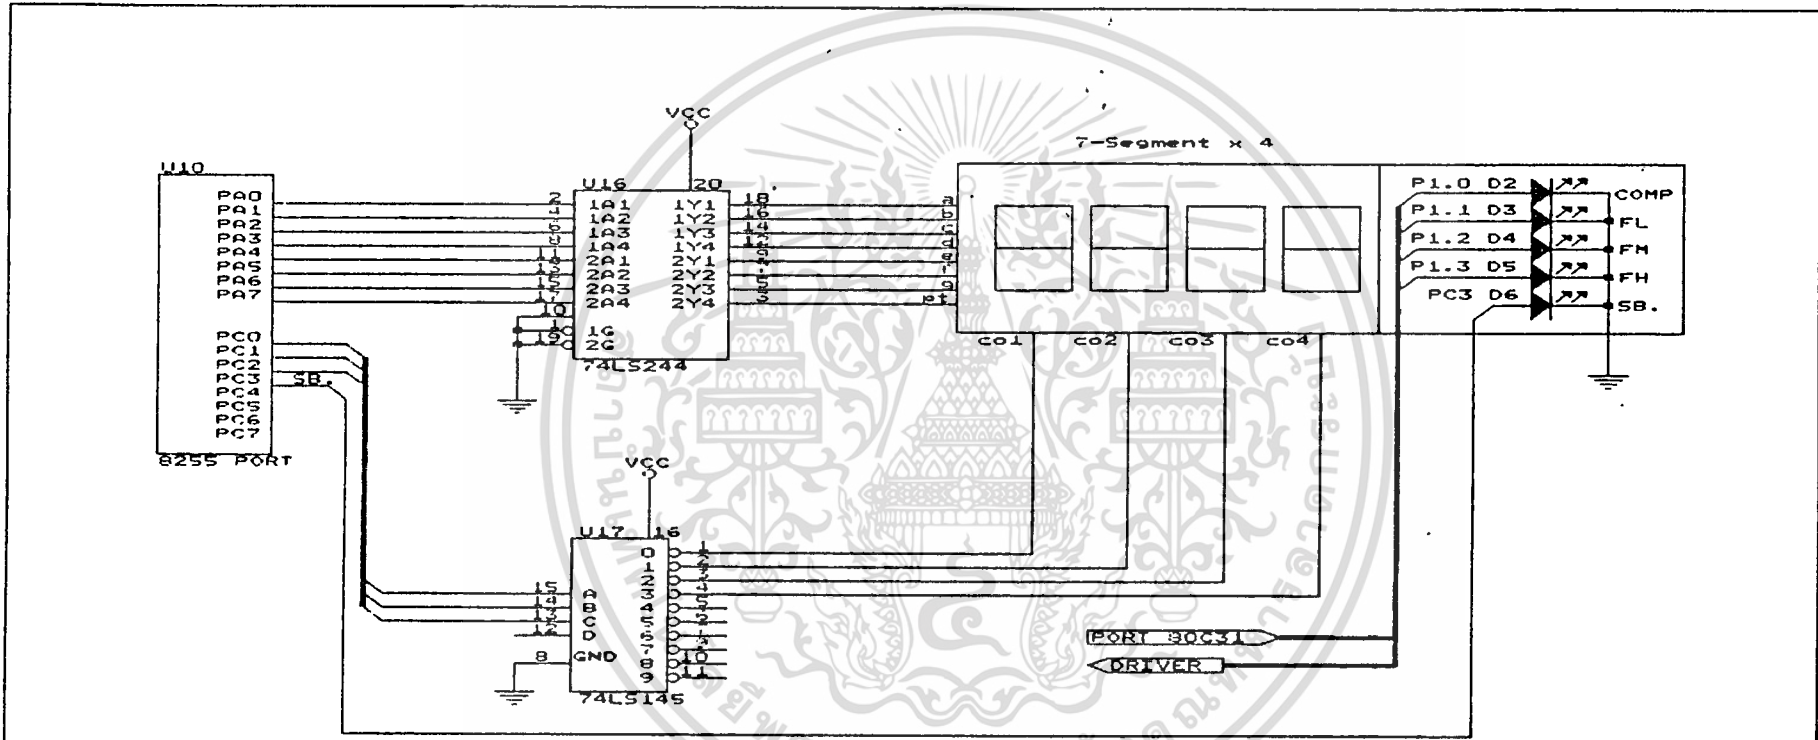 7-Segment x 4
U10
PA0
PA1
PA2
PA3
PA4
PA5
PA6
PA7
PC0
PC1
PC2
PC3
PC4
PC5
PC6
PC7
SB.
8255 PORT
VCC
U16
20
1A1 1Y1
1A2 1Y2
1A3 1Y3
1A4 1Y4
2A1 2Y1
2A2 2Y2
2A3 2Y3
2A4 2Y4
2
18
16
10
1
1G
19
2G
74LS244
a
b
c
d
e
f
g
pt
co1
co2
co3
co4
P1.0 D2
COMP
P1.1 D3
FL
P1.2 D4
FM
P1.3 D5
FH
PC3 D6
SB.
VCC
U17
16
0
1
2
3
4
5
6
7
8
9
10
11
15
A
B
C
D
8
GND
74LS145
PORT 80C31
DRIVER